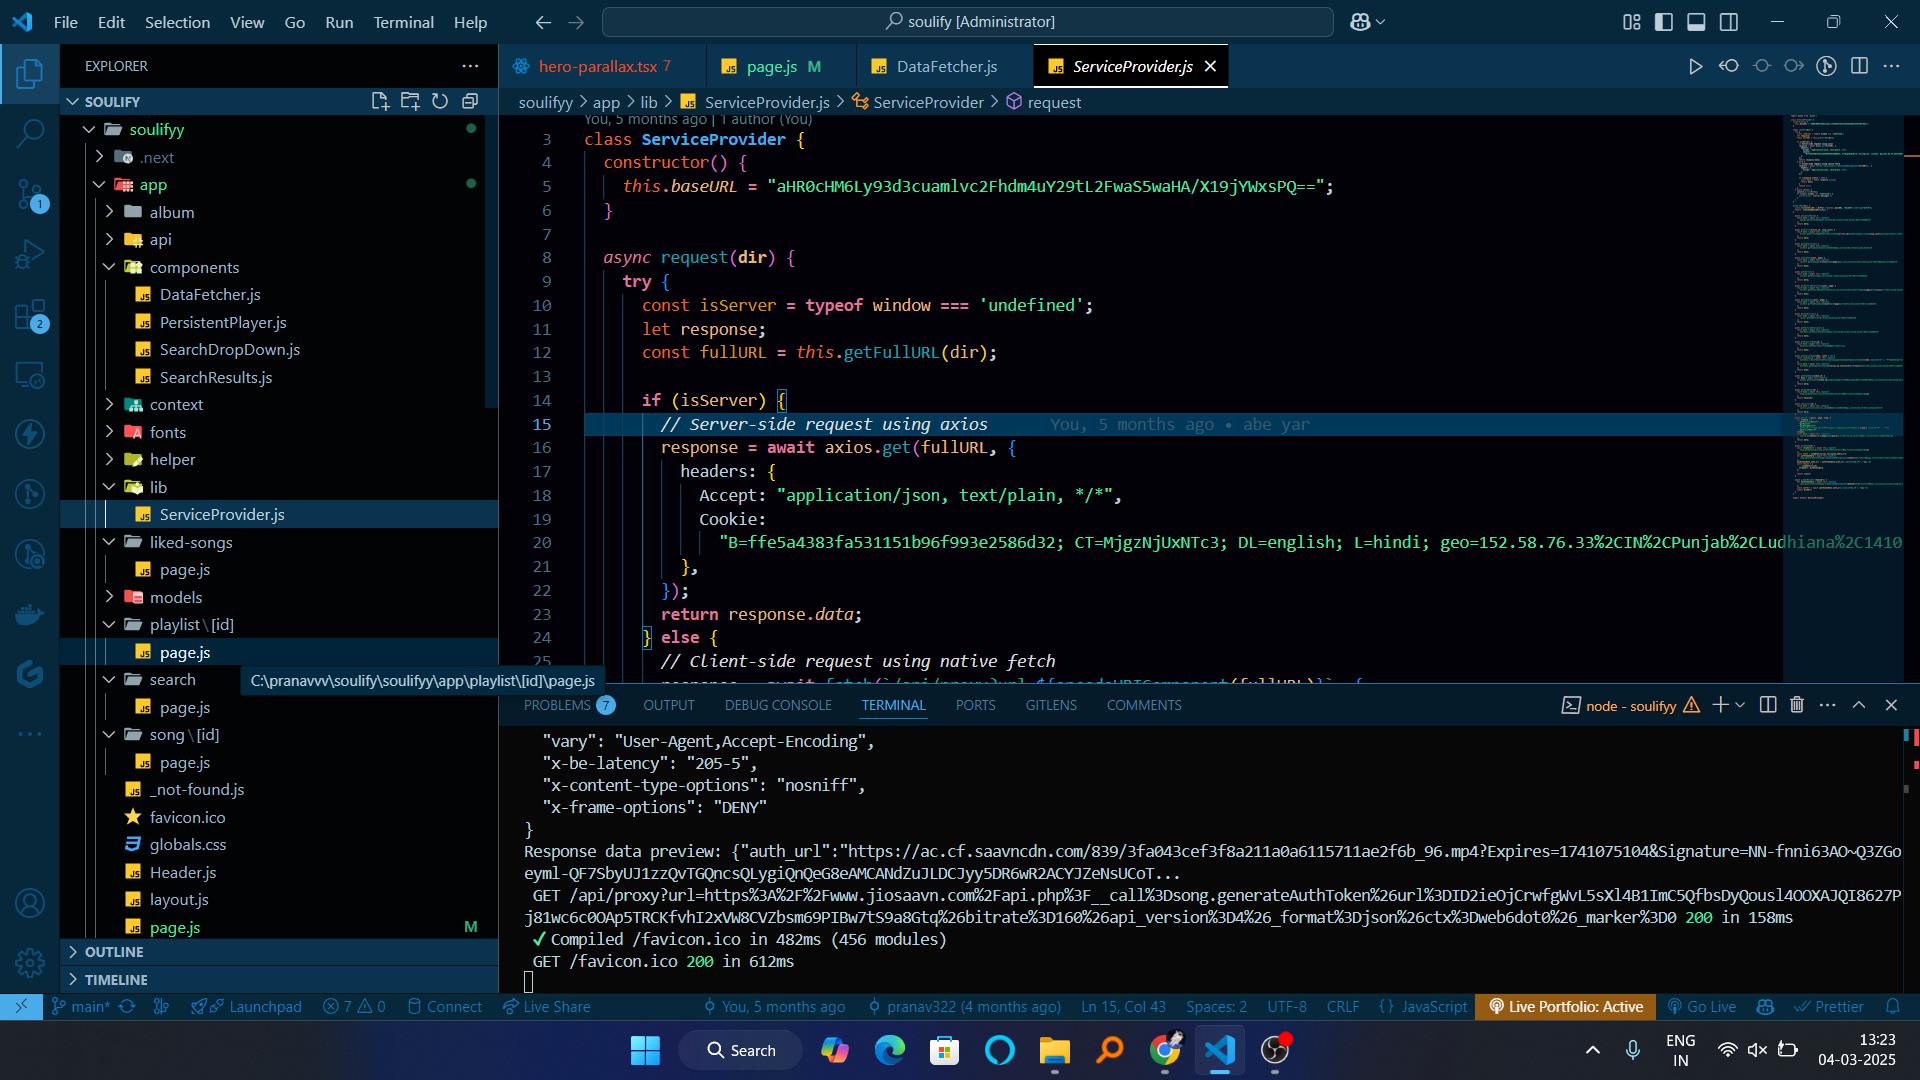 File Edit Selection View Go Run Terminal Help
soulify [Administrator]
EXPLORER
SOULIFY
soulifyy
.next
app
album
api
components
DataFetcher.js
PersistentPlayer.js
SearchDropDown.js
SearchResults.js
context
fonts
helper
lib
ServiceProvider.js
liked-songs
page.js
models
playlist\[id]
page.js
search
page.js
song\[id]
page.js
_not-found.js
favicon.ico
globals.css
Header.js
layout.js
page.js M
OUTLINE
TIMELINE
1
2
C:\pranavvv\soulify\soulifyy\app\playlist\[id]\page.js
hero-parallax.tsx 7 page.js M DataFetcher.js ServiceProvider.js
soulifyy > app > lib > ServiceProvider.js > ServiceProvider > request
You, 5 months ago | 1 author (You)
3 class ServiceProvider {
4 constructor() {
5 this.baseURL = "aHR0cHM6Ly93d3cuamlvc2Fhdm4uY29tL2FwaS5waHA/X19jYWxsPQ==";
6 }
7
8 async request(dir) {
9 try {
10 const isServer = typeof window === 'undefined';
11 let response;
12 const fullURL = this.getFullURL(dir);
13
14 if (isServer) {
15 // Server-side request using axios You, 5 months ago • abe yar
16 response = await axios.get(fullURL, {
17 headers: {
18 Accept: "application/json, text/plain, */*",
19 Cookie:
20 "B=ffe5a4383fa531151b96f993e2586d32; CT=MjgzNjUxNTc3; DL=english; L=hindi; geo=152.58.76.33%2CIN%2CPunjab%2CLudhiana%2C1410
21 },
22 });
23 return response.data;
24 } else {
25 // Client-side request using native fetch
response = await fetch(`/api/proxy?url=${encodeURIComponent(fullURL)}`, {
PROBLEMS 7 OUTPUT DEBUG CONSOLE TERMINAL PORTS GITLENS COMMENTS
node - soulifyy
"vary": "User-Agent,Accept-Encoding",
"x-be-latency": "205-5",
"x-content-type-options": "nosniff",
"x-frame-options": "DENY"
}
Response data preview: {"auth_url":"https://ac.cf.saavncdn.com/839/3fa043cef3f8a211a0a6115711ae2f6b_96.mp4?Expires=1741075104&Signature=NN-fnni63AO~Q3ZGo
eyml-QF7SbyUJ1zzQvTGQncsQLygiQnQeG8eAMCANdZuJLDCJyy5DR6wR2ACYJZeNsUCoT...
GET /api/proxy?url=https%3A%2F%2Fwww.jiosaavn.com%2Fapi.php%3F__call%3Dsong.generateAuthToken%26url%3DID2ieOjCrwfgWvL5sXl4B1ImC5QfbsDyQousl4OOXAJQI8627P
j81wc6c0OAp5TRCKfvhI2xVW8CVZbsm69PIBw7tS9a8Gtq%26bitrate%3D160%26api_version%3D4%26_format%3Djson%26ctx%3Dweb6dot0%26_marker%3D0 200 in 158ms
✓ Compiled /favicon.ico in 482ms (456 modules)
GET /favicon.ico 200 in 612ms
main* Launchpad 7 0 Connect Live Share You, 5 months ago pranav322 (4 months ago) Ln 15, Col 43 Spaces: 2 UTF-8 CRLF {} JavaScript Live Portfolio: Active Go Live Prettier
Search
ENG
IN
13:23
04-03-2025